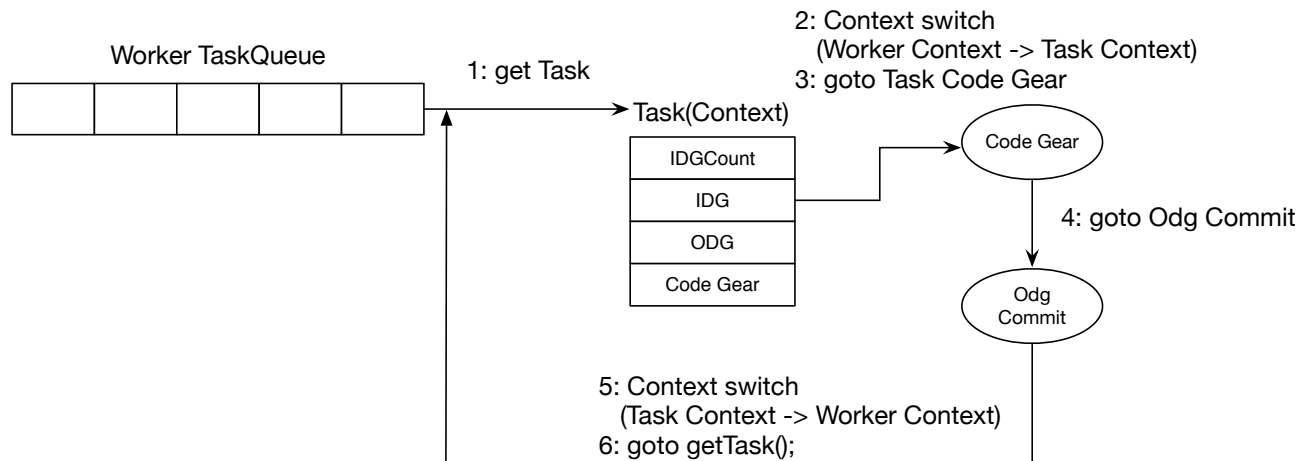 Worker TaskQueue
1: get Task
2: Context switch
(Worker Context -> Task Context)
3: goto Task Code Gear
Task(Context)
IDGCount
IDG
ODG
Code Gear
Code Gear
4: goto Odg Commit
Odg
Commit
5: Context switch
(Task Context -> Worker Context)
6: goto getTask();